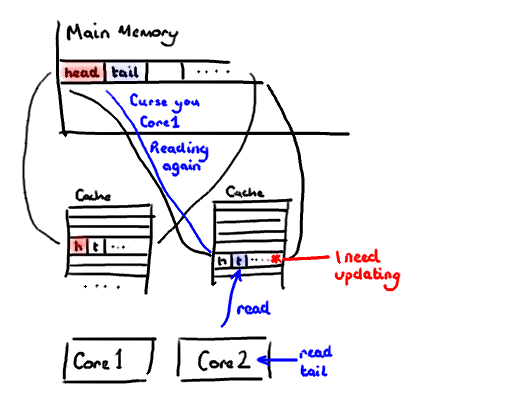 Main Memory
head tail .....
Curse you
Core1
Reading
again
Cache
Cache
h t ...
h t .... *
I need
updating
.....
read
Core 1
Core 2
read
tail